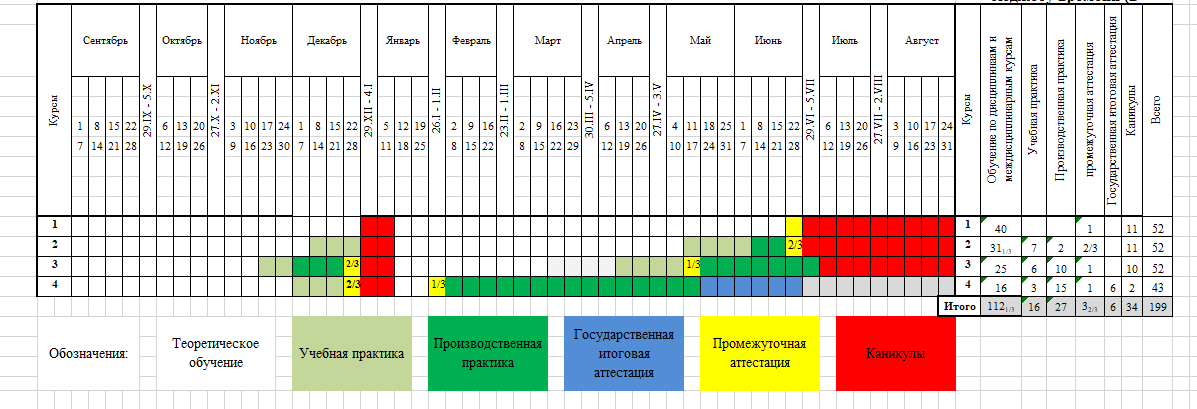 Сентябрь Октябрь Ноябрь Декабрь Январь Февраль Март Апрель Май Июнь Июль Август
Курсы 29.IX - 5.X 27.X - 2.XI 29.XII - 4.I 26.I - 1.II 23.II - 1.III 30.III - 5.IV 27.IV - 3.V 29.VI - 5.VII 27.VII - 2.VIII Курсы Обучение по дисциплинам и междисциплинарным курсам Учебная практика Производственная практика промежуточная аттестация Государственная итоговая аттестация Каникулы Всего
1 8 15 22 6 13 20 3 10 17 24 1 8 15 22 5 12 19 2 9 16 2 9 16 23 6 13 20 4 11 18 25 1 8 15 22 6 13 20 3 10 17 24
7 14 21 28 12 19 26 9 16 23 30 7 14 21 28 11 18 25 8 15 22 8 15 22 29 12 19 26 10 17 24 31 7 14 21 28 12 19 26 9 16 23 31
1 1 40 1 11 52
2 2/3 2 31 1/3 7 2 2/3 11 52
3 2/3 1/3 3 25 6 10 1 10 52
4 2/3 1/3 4 16 3 15 1 6 2 43
Итого 112 1/3 16 27 3 2/3 6 34 199
Обозначения:
Теоретическое
обучение
Учебная практика
Производственная
практика
Государственная
итоговая
аттестация
Промежуточная
аттестация
Каникулы